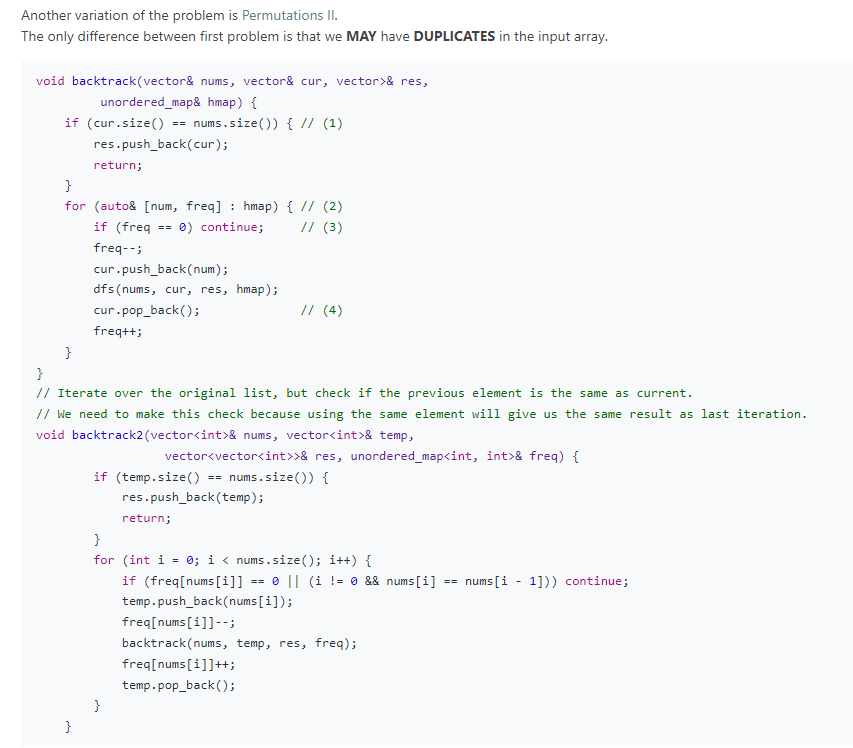 Another variation of the problem is Permutations II.
The only difference between first problem is that we MAY have DUPLICATES in the input array.
void backtrack(vector& nums, vector& cur, vector>& res,
         unordered_map& hmap) {
    if (cur.size() == nums.size()) { // (1)
        res.push_back(cur);
        return;
    }
    for (auto& [num, freq] : hmap) { // (2)
        if (freq == 0) continue;     // (3)
        freq--;
        cur.push_back(num);
        dfs(nums, cur, res, hmap);
        cur.pop_back();              // (4)
        freq++;
    }
}
// Iterate over the original list, but check if the previous element is the same as current.
// We need to make this check because using the same element will give us the same result as last iteration.
void backtrack2(vector<int>& nums, vector<int>& temp,
                  vector<vector<int>>& res, unordered_map<int, int>& freq) {
        if (temp.size() == nums.size()) {
            res.push_back(temp);
            return;
        }
        for (int i = 0; i < nums.size(); i++) {
            if (freq[nums[i]] == 0 || (i != 0 && nums[i] == nums[i - 1])) continue;
            temp.push_back(nums[i]);
            freq[nums[i]]--;
            backtrack(nums, temp, res, freq);
            freq[nums[i]]++;
            temp.pop_back();
        }
    }